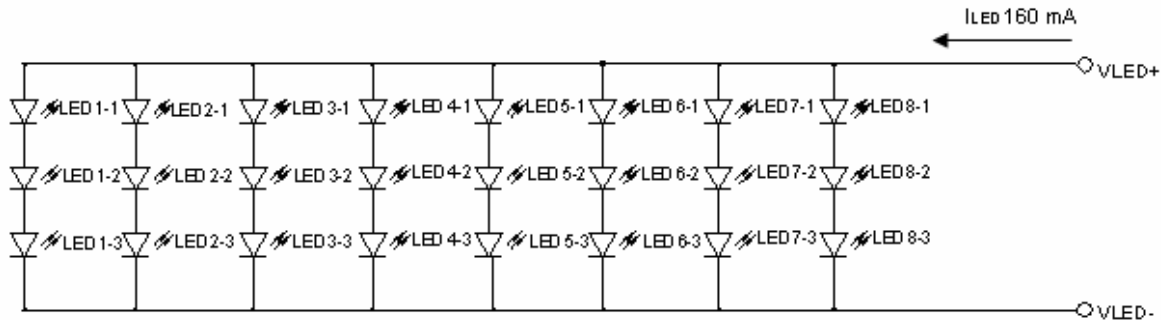 ILED 160 mA
VLED+
LED 1-1 LED 2-1 LED 3-1 LED 4-1 LED 5-1 LED 6-1 LED 7-1 LED 8-1
LED 1-2 LED 2-2 LED 3-2 LED 4-2 LED 5-2 LED 6-2 LED 7-2 LED 8-2
LED 1-3 LED 2-3 LED 3-3 LED 4-3 LED 5-3 LED 6-3 LED 7-3 LED 8-3
VLED-